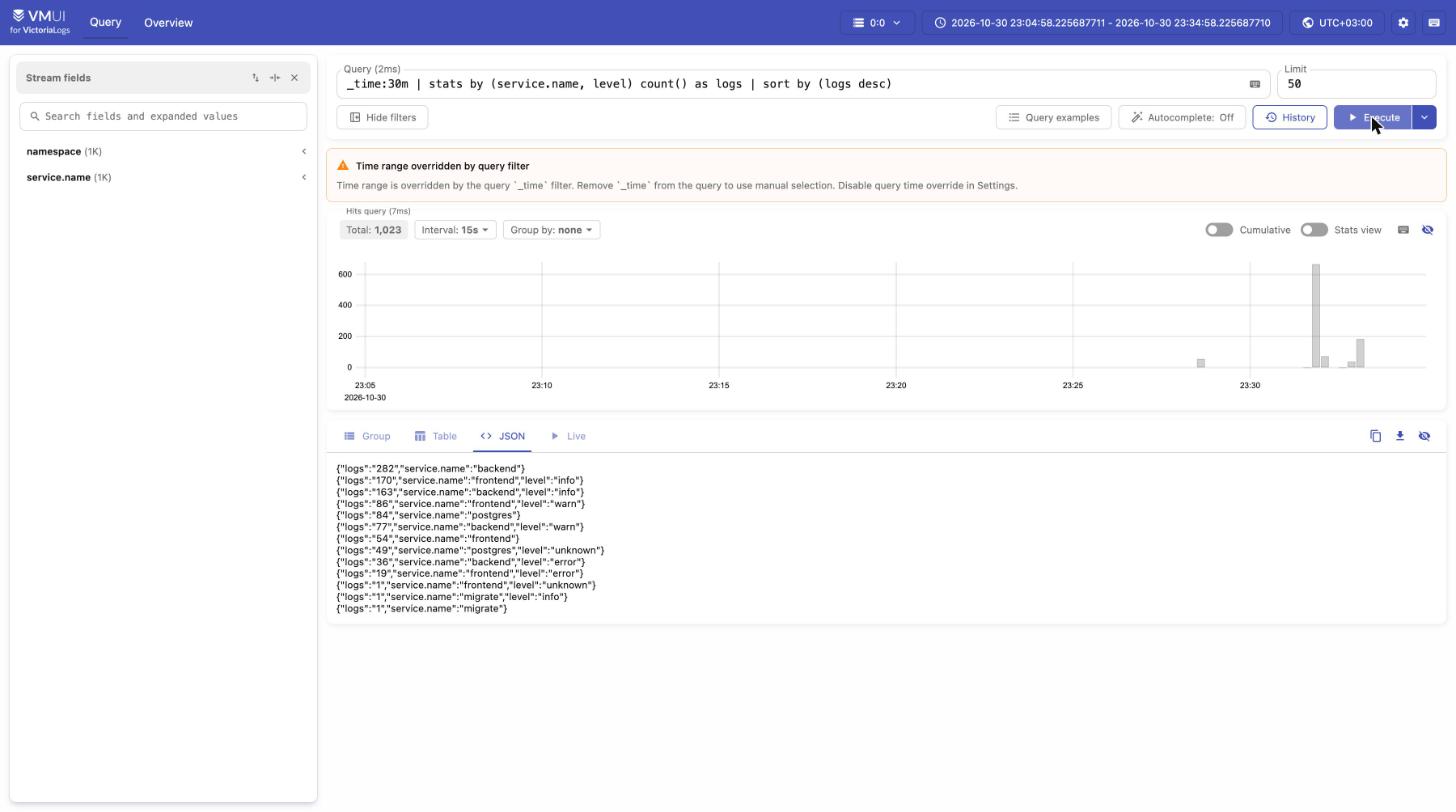 VMUI
for VictoriaLogs
Query
Overview
0:0
2026-10-30 23:04:58.225687711 - 2026-10-30 23:34:58.225687710
UTC+03:00
Stream fields
Search fields and expanded values
namespace (1K)
service.name (1K)
Query (2ms)
_time:30m | stats by (service.name, level) count() as logs | sort by (logs desc)
Limit
50
Hide filters
Query examples
Autocomplete: Off
History
Execute
Time range overridden by query filter
Time range is overridden by the query `_time` filter. Remove `_time` from the query to use manual selection. Disable query time override in Settings.
Hits query (7ms)
Total: 1,023
Interval: 15s
Group by: none
Cumulative
Stats view
600
400
200
0
23:05
23:10
23:15
23:20
23:25
23:30
2026-10-30
Group
Table
JSON
Live
{"logs":"282","service.name":"backend"}
{"logs":"170","service.name":"frontend","level":"info"}
{"logs":"163","service.name":"backend","level":"info"}
{"logs":"86","service.name":"frontend","level":"warn"}
{"logs":"84","service.name":"postgres"}
{"logs":"77","service.name":"backend","level":"warn"}
{"logs":"54","service.name":"frontend"}
{"logs":"49","service.name":"postgres","level":"unknown"}
{"logs":"36","service.name":"backend","level":"error"}
{"logs":"19","service.name":"frontend","level":"error"}
{"logs":"1","service.name":"frontend","level":"unknown"}
{"logs":"1","service.name":"migrate","level":"info"}
{"logs":"1","service.name":"migrate"}